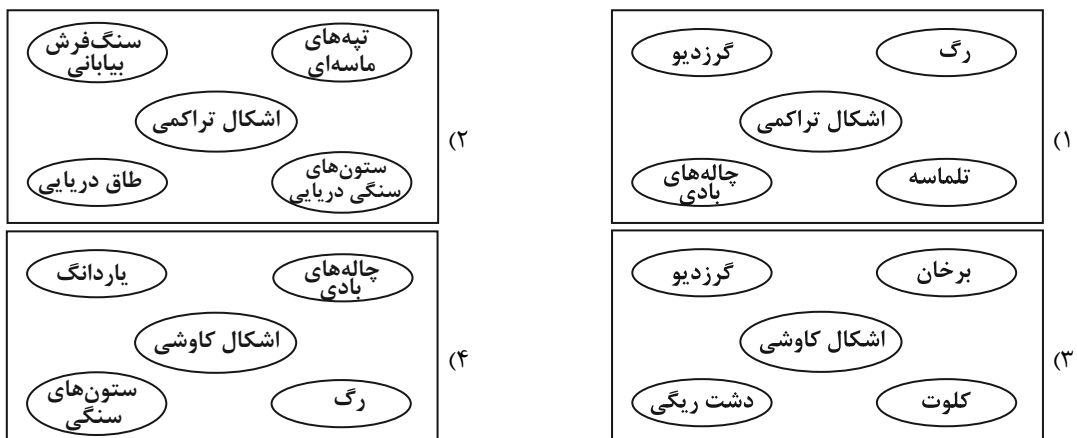 ۱)
رگ
گرزدیو
اشکال تراکمی
تلماسه
چاله‌های
بادی
۲)
تپه‌های
ماسه‌ای
سنگ‌فرش
بیابانی
اشکال تراکمی
ستون‌های
سنگی دریایی
طاق دریایی
۳)
برخان
گرزدیو
اشکال کاوشی
کلوت
دشت ریگی
۴)
چاله‌های
بادی
یاردانگ
اشکال کاوشی
رگ
ستون‌های
سنگی